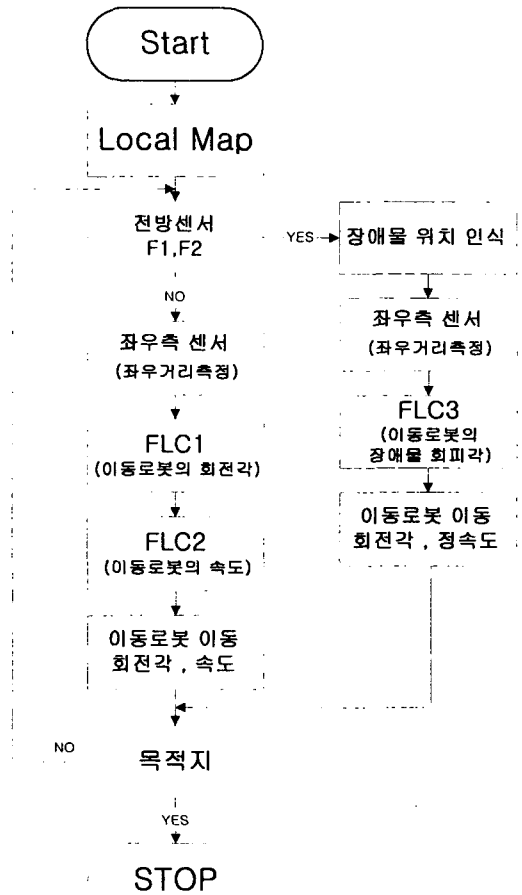 Start
Local Map
전방센서
F1,F2
YES
장애물 위치 인식
NO
좌우측 센서
(좌우거리측정)
좌우측 센서
(좌우거리측정)
FLC1
(이동로봇의 회전각)
FLC3
(이동로봇의
장애물 회피각)
FLC2
(이동로봇의 속도)
이동로봇 이동
회전각 , 정속도
이동로봇 이동
회전각 , 속도
NO
목적지
YES
STOP